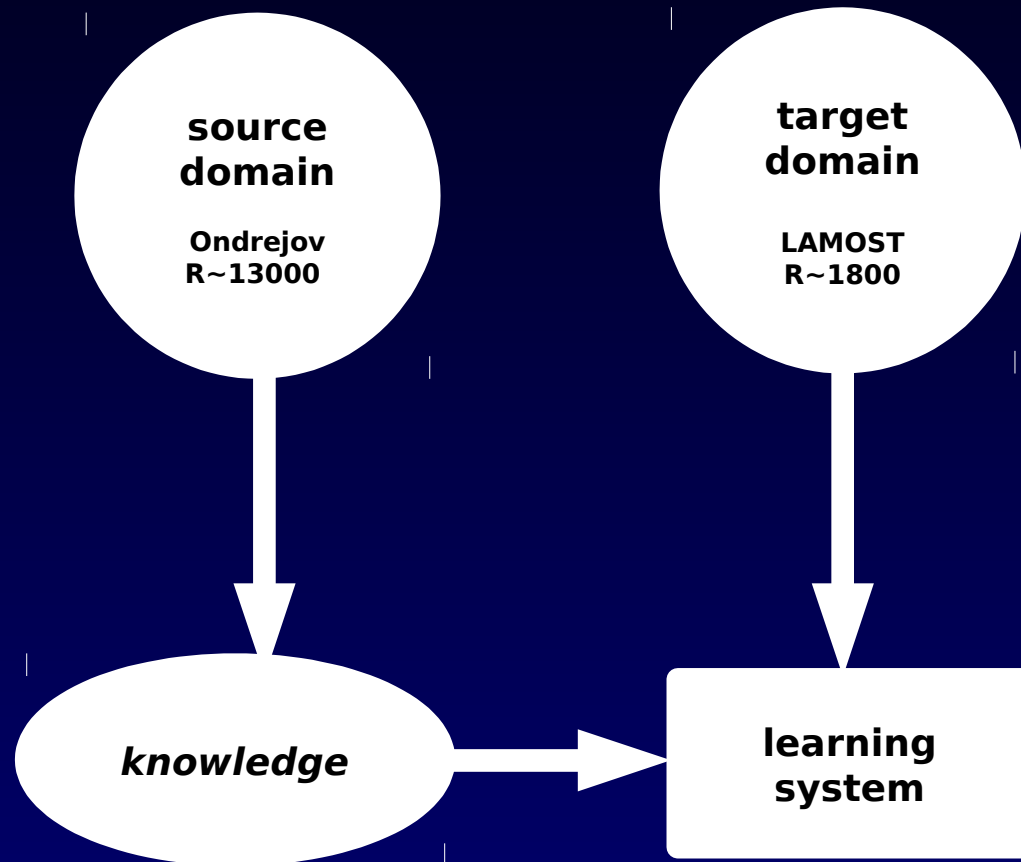 source
domain
Ondrejov
R~13000
target
domain
LAMOST
R~1800
knowledge
learning
system